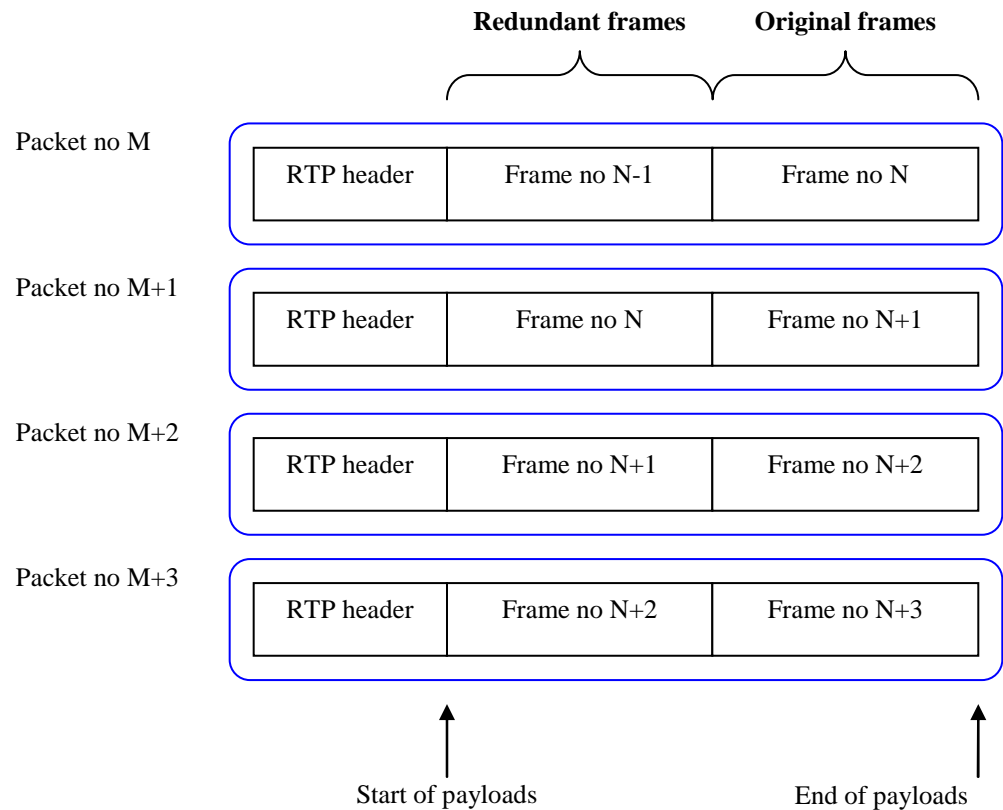 Redundant frames Original frames
Packet no M
RTP header Frame no N-1 Frame no N
Packet no M+1
RTP header Frame no N Frame no N+1
Packet no M+2
RTP header Frame no N+1 Frame no N+2
Packet no M+3
RTP header Frame no N+2 Frame no N+3
Start of payloads End of payloads